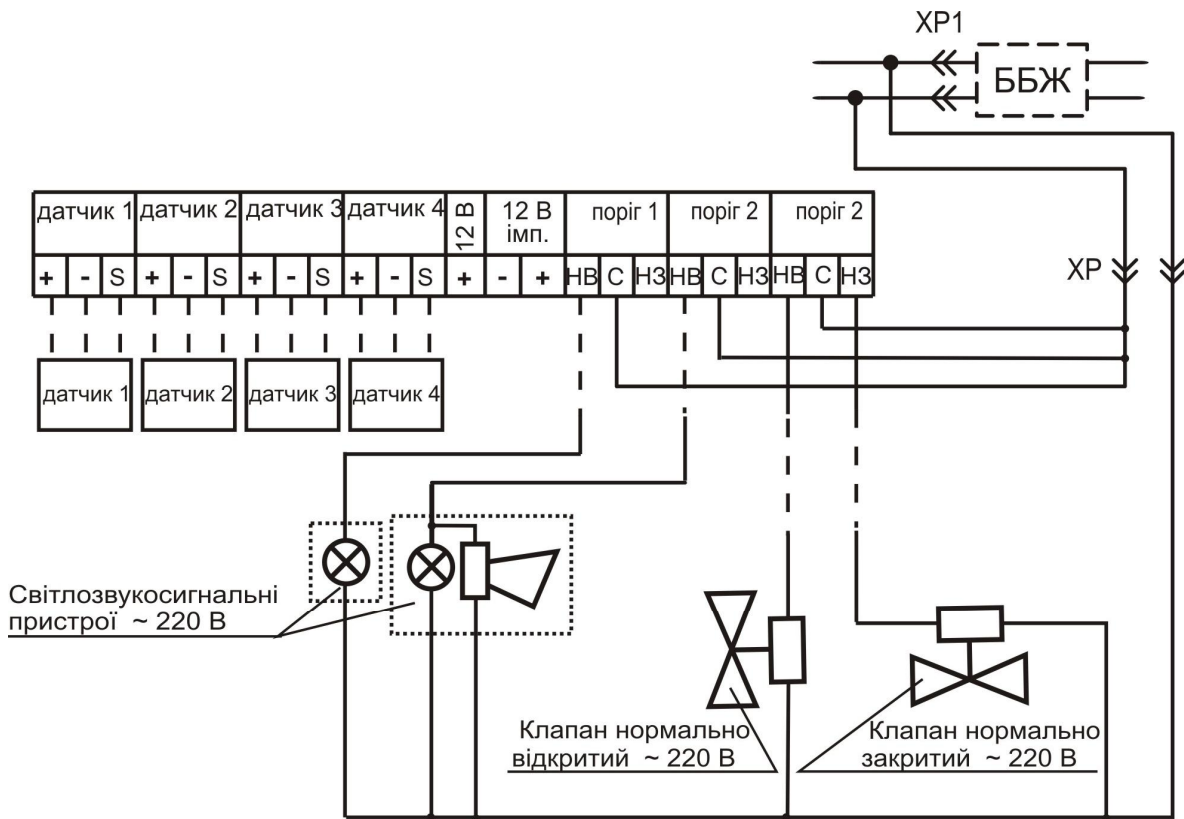 ХР1
ББЖ
датчик 1 датчик 2 датчик 3 датчик 4 12 В 12 В імп. поріг 1 поріг 2 поріг 2
+ - S + - S + - S + - S + - + НВ С НЗ НВ С НЗ НВ С НЗ
ХР
датчик 1 датчик 2 датчик 3 датчик 4
Світлозвукосигнальні
пристрої ~ 220 В
Клапан нормально
відкритий ~ 220 В
Клапан нормально
закритий ~ 220 В